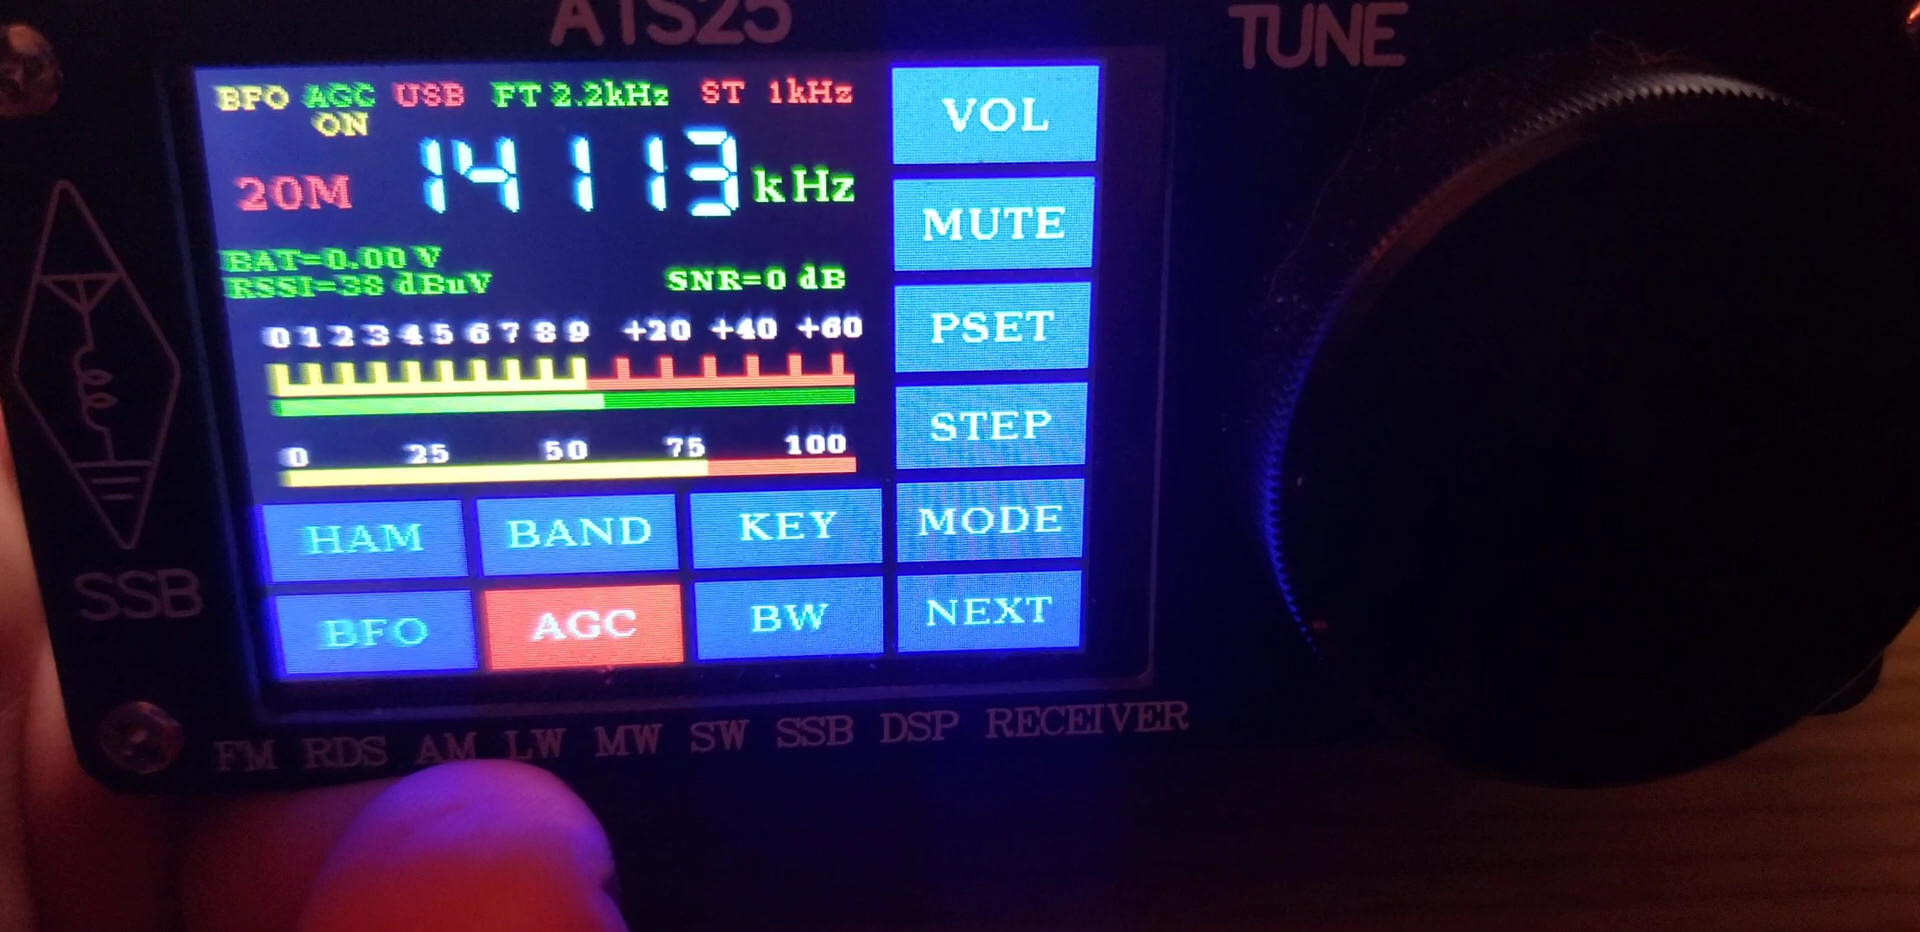 ATS25
TUNE
BFO AGC USB FT 2.2kHz ST 1kHz
ON
20M 14113 kHz
BAT=0.00 V
RSSI=38 dBuV SNR=0 dB
0 1 2 3 4 5 6 7 8 9 +20 +40 +60
0 25 50 75 100
VOL
MUTE
PSET
STEP
HAM BAND KEY MODE
BFO AGC BW NEXT
SSB
FM RDS AM LW MW SW SSB DSP RECEIVER